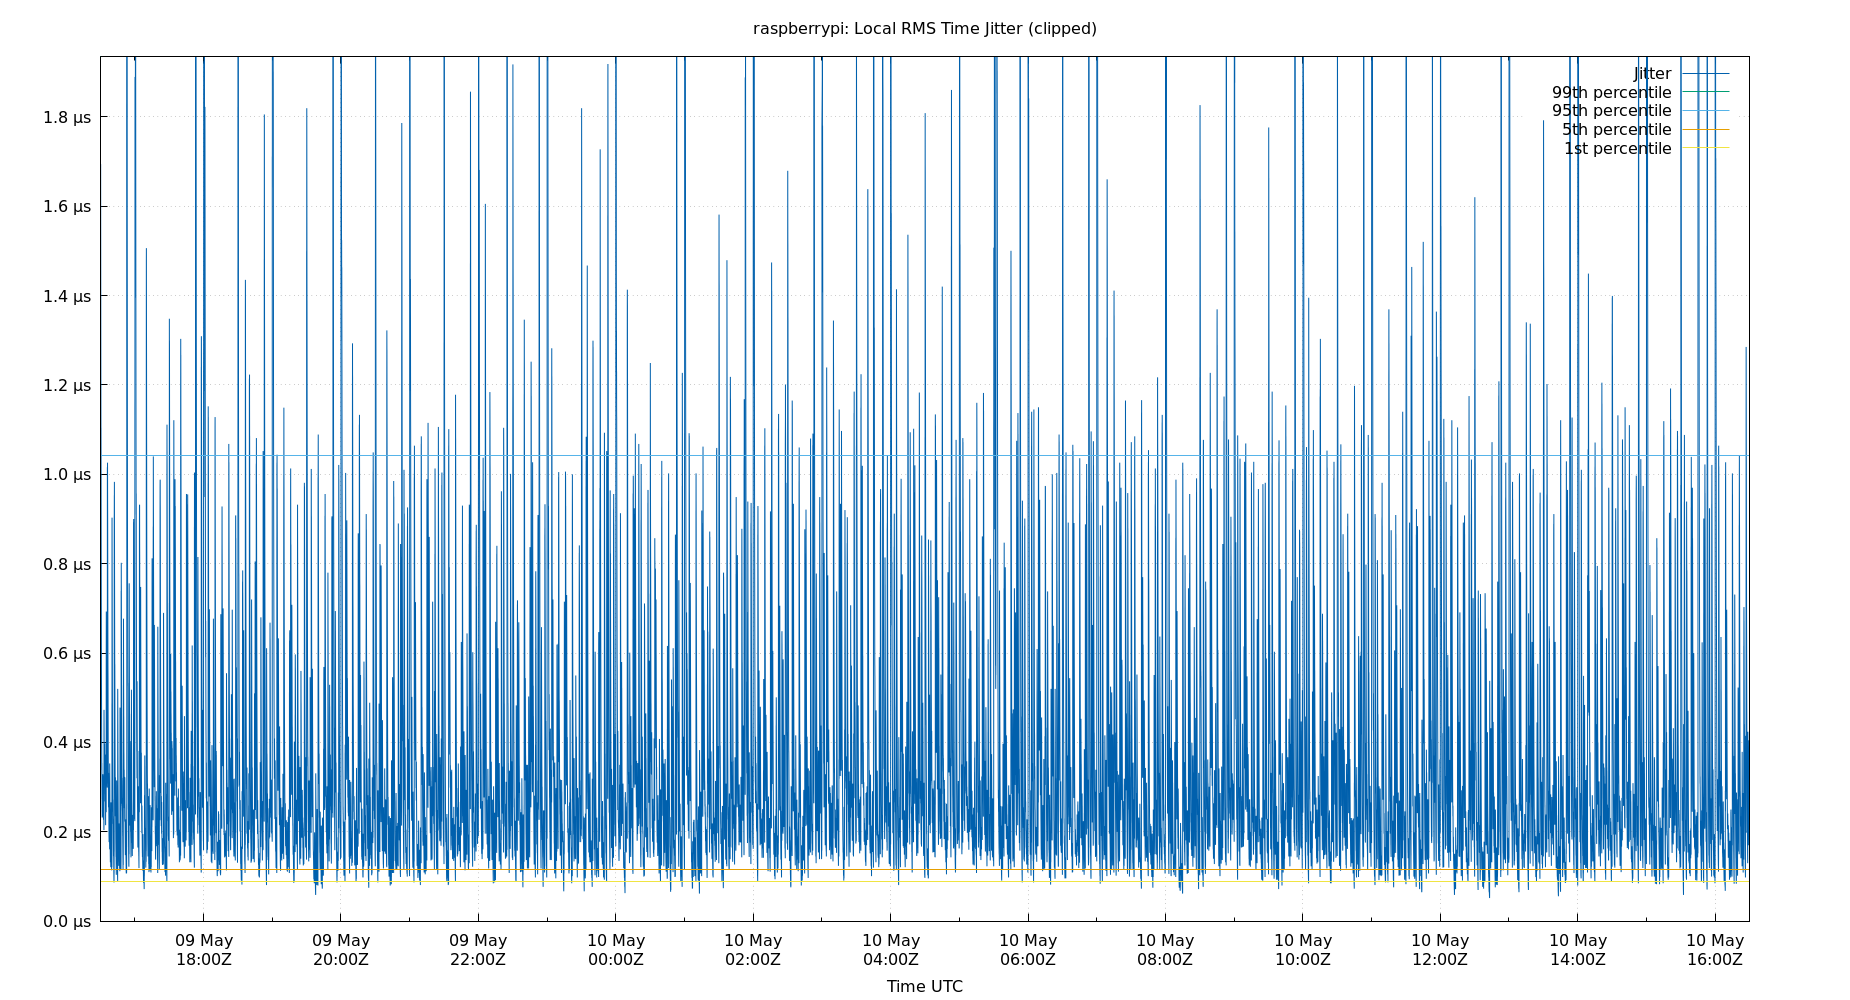 raspberrypi: Local RMS Time Jitter (clipped)
Jitter
99th percentile
95th percentile
5th percentile
1st percentile
1.8 µs
1.6 µs
1.4 µs
1.2 µs
1.0 µs
0.8 µs
0.6 µs
0.4 µs
0.2 µs
0.0 µs
09 May 09 May 09 May 10 May 10 May 10 May 10 May 10 May 10 May 10 May 10 May 10 May
18:00Z 20:00Z 22:00Z 00:00Z 02:00Z 04:00Z 06:00Z 08:00Z 10:00Z 12:00Z 14:00Z 16:00Z
Time UTC